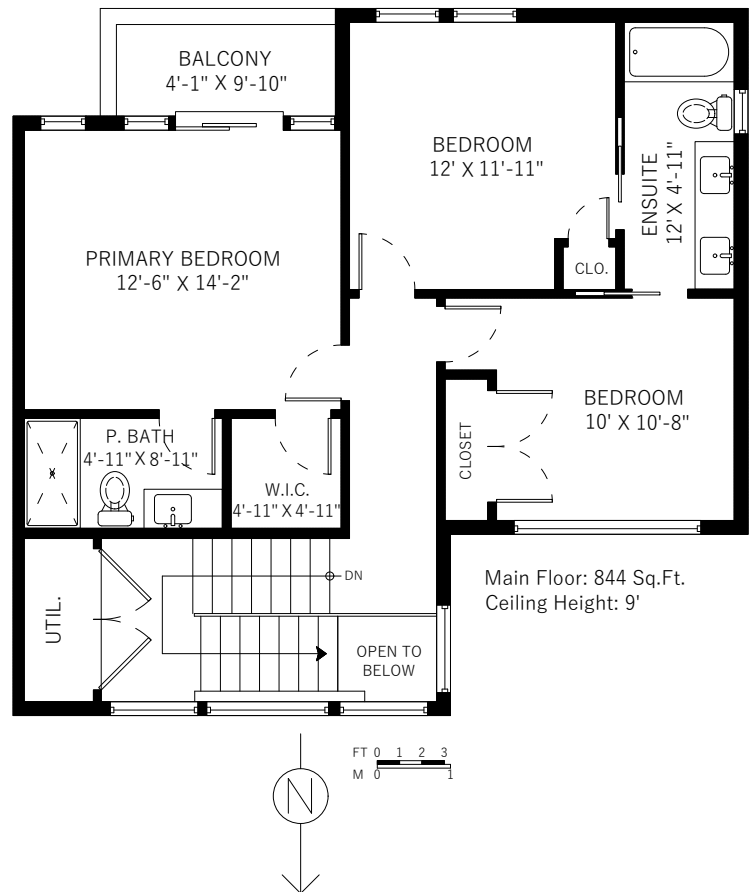 BALCONY
4'-1" X 9'-10"
BEDROOM
12' X 11'-11"
ENSUITE
12' X 4'-11"
PRIMARY BEDROOM
12'-6" X 14'-2"
CLO.
BEDROOM
10' X 10'-8"
CLOSET
P. BATH
4'-11" X 8'-11"
W.I.C.
4'-11" X 4'-11"
DN
UTIL.
OPEN TO
BELOW
Main Floor: 844 Sq.Ft.
Ceiling Height: 9'
FT 0 1 2 3
M 0 1
N